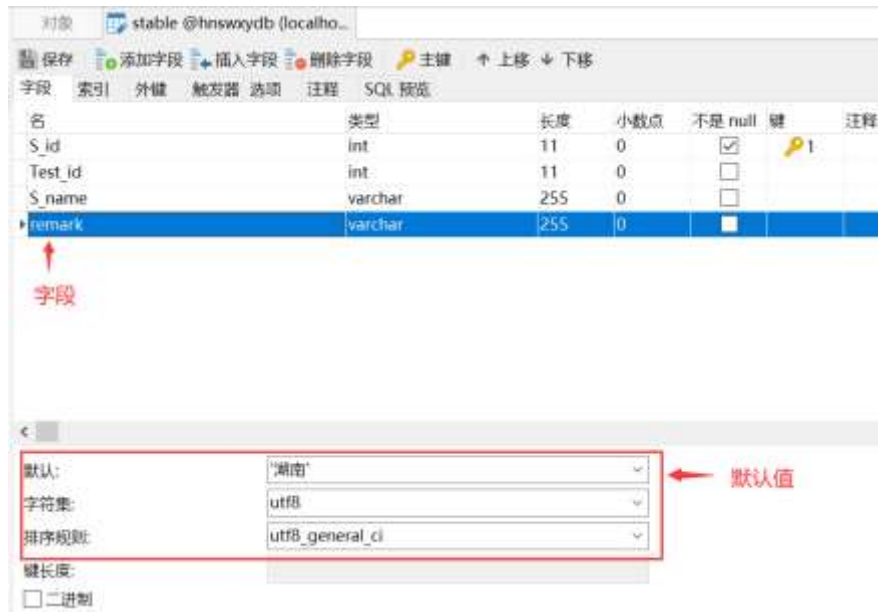 对象 stable @hnswxydb (localho...
保存 添加字段 插入字段 删除字段 主键 上移 下移
字段 索引 外键 触发器 选项 注释 SQL 预览
名 类型 长度 小数点 不是 null 键 注释
S_id int 11 0 1
Test_id int 11 0
S_name varchar 255 0
remark varchar 255 0
字段
默认: '湖南'
默认值
字符集: utf8
排序规则: utf8_general_ci
键长度:
二进制